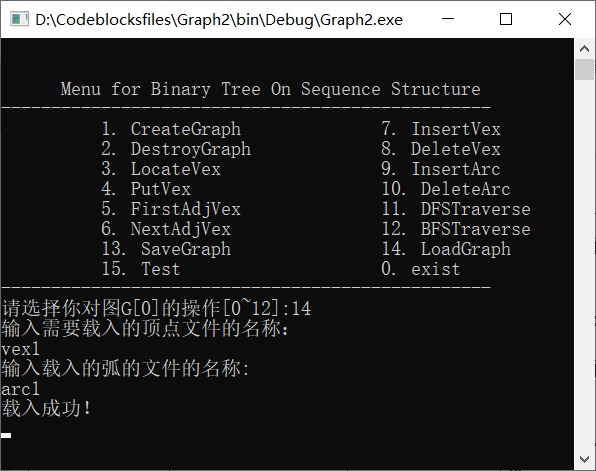 D:\Codeblocksfiles\Graph2\bin\Debug\Graph2.exe
Menu for Binary Tree On Sequence Structure
-------------------------------------------------
1. CreateGraph 7. InsertVex
2. DestroyGraph 8. DeleteVex
3. LocateVex 9. InsertArc
4. PutVex 10. DeleteArc
5. FirstAdjVex 11. DFSTraverse
6. NextAdjVex 12. BFSTraverse
13. SaveGraph 14. LoadGraph
15. Test 0. exist
-------------------------------------------------
请选择你对图G[0]的操作[0~12]:14
输入需要载入的顶点文件的名称：
vex1
输入载入的弧的文件的名称:
arc1
载入成功！